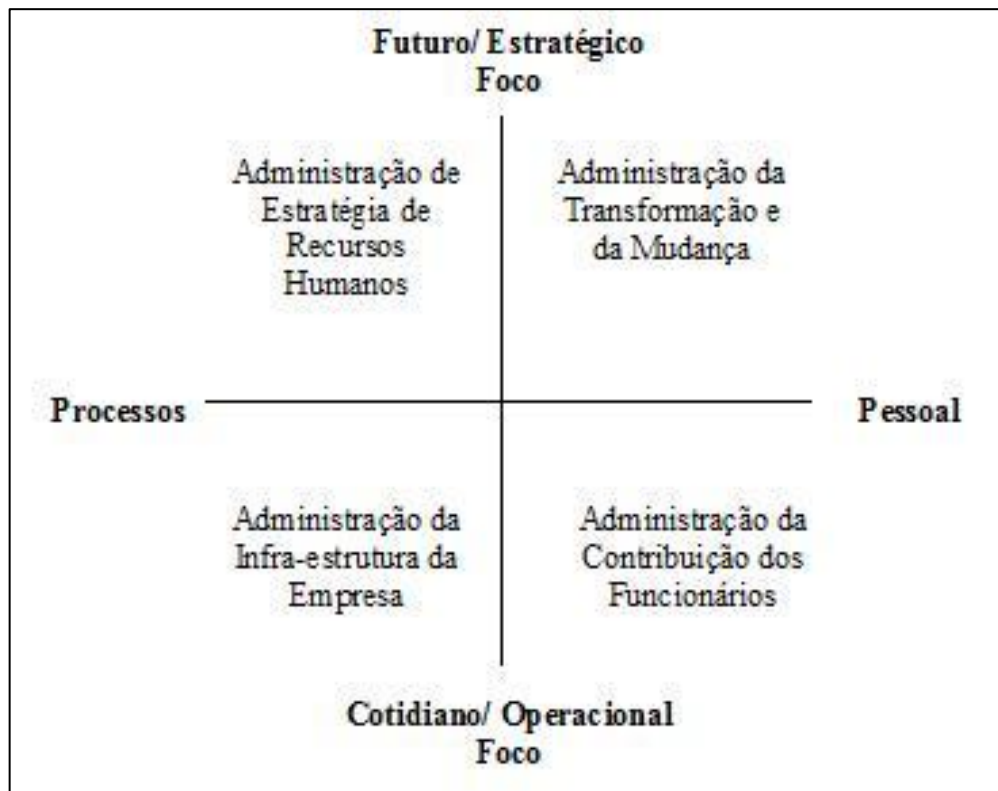 Futuro/ Estratégico
Foco
Administração de
Estratégia de
Recursos
Humanos
Administração da
Transformação e
da Mudança
Processos
Pessoal
Administração da
Infra-estrutura da
Empresa
Administração da
Contribuição dos
Funcionários
Cotidiano/ Operacional
Foco